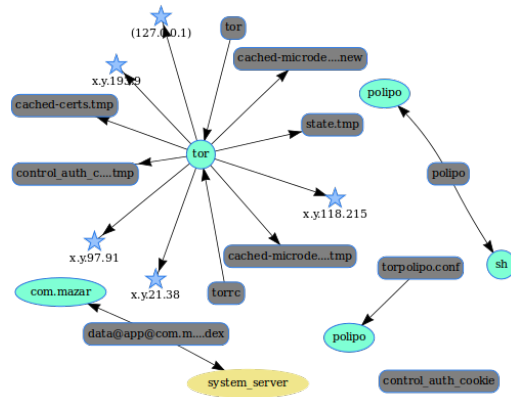 (127.0.0.1)
tor
x.y.193.9
cached-microde....new
polipo
cached-certs.tmp
state.tmp
tor
control_auth_c....tmp
polipo
x.y.118.215
x.y.97.91
cached-microde....tmp
torpolipo.conf
sh
x.y.21.38
com.mazar
torrc
data@app@com.m....dex
polipo
system_server
control_auth_cookie